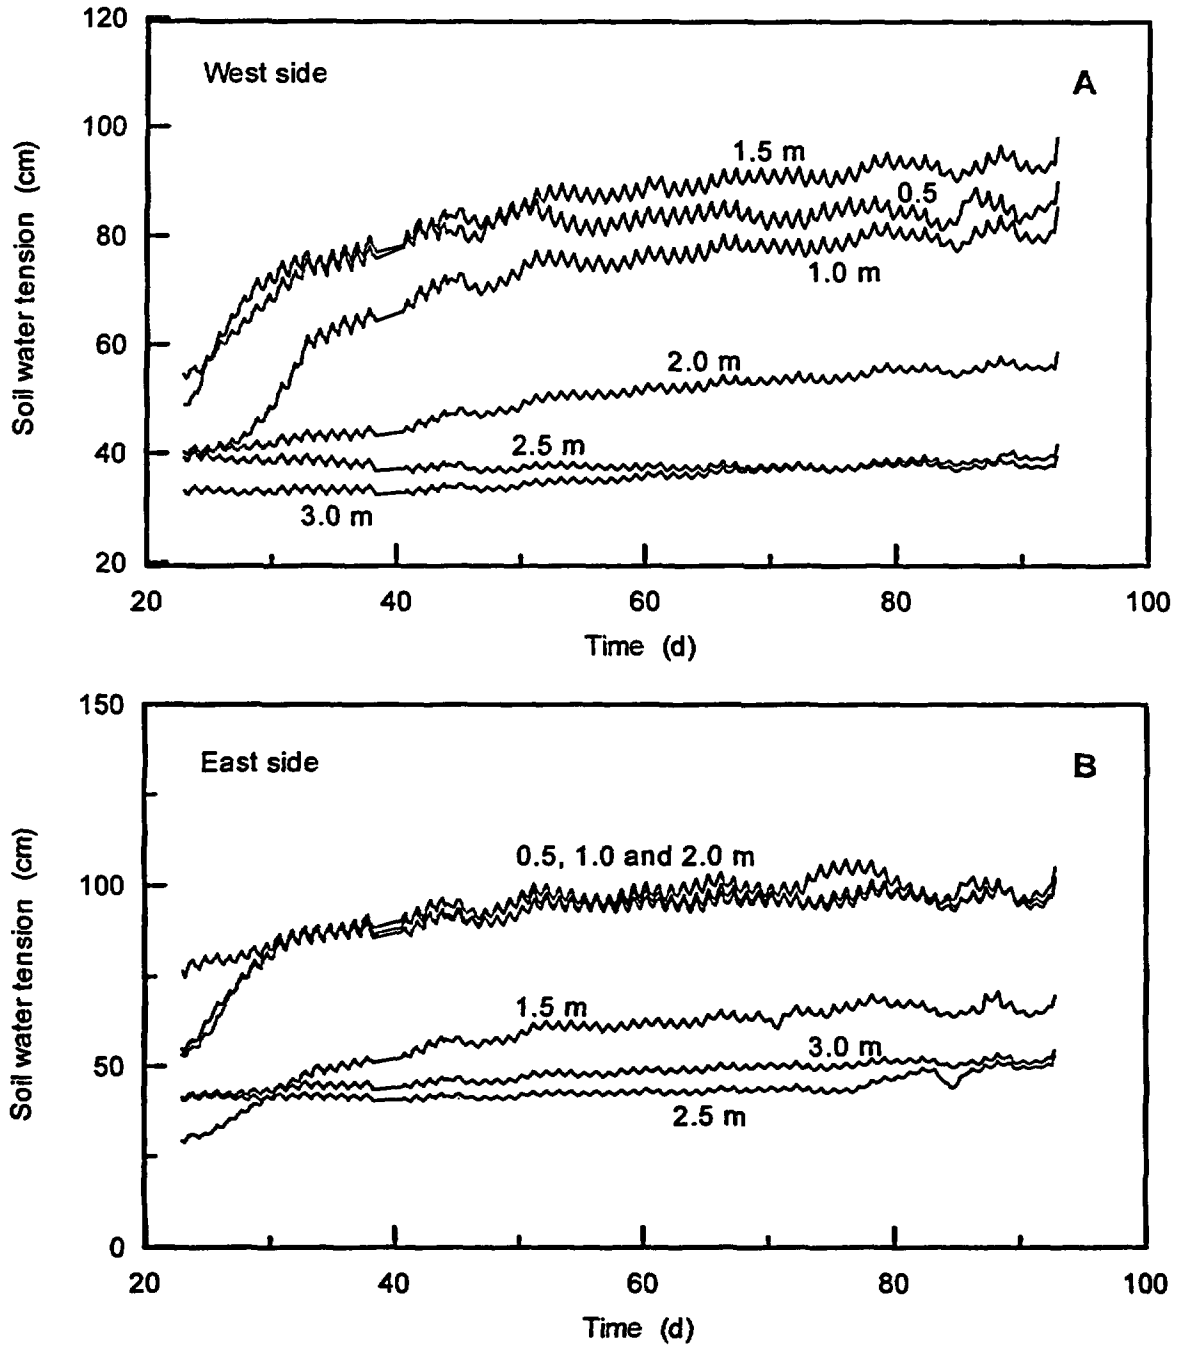 120
West side
A
100
1.5 m
0.5
80
1.0 m
60
2.0 m
2.5 m
40
3.0 m
20
20 40 60 80 100
Time (d)
Soil water tension (cm)
150
East side
B
0.5, 1.0 and 2.0 m
100
1.5 m
3.0 m
50
2.5 m
0
20 40 60 80 100
Time (d)
Soil water tension (cm)